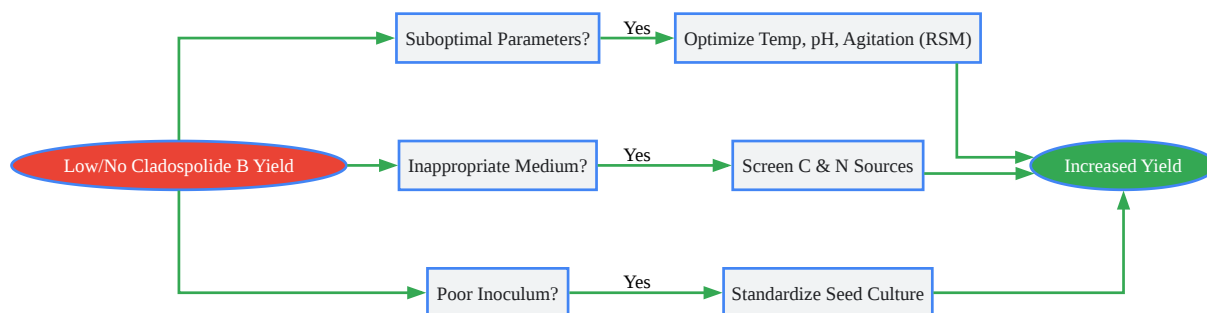 Suboptimal Parameters?
Yes
Optimize Temp, pH, Agitation (RSM)
Low/No Cladospolide B Yield
Inappropriate Medium?
Yes
Screen C & N Sources
Increased Yield
Poor Inoculum?
Yes
Standardize Seed Culture